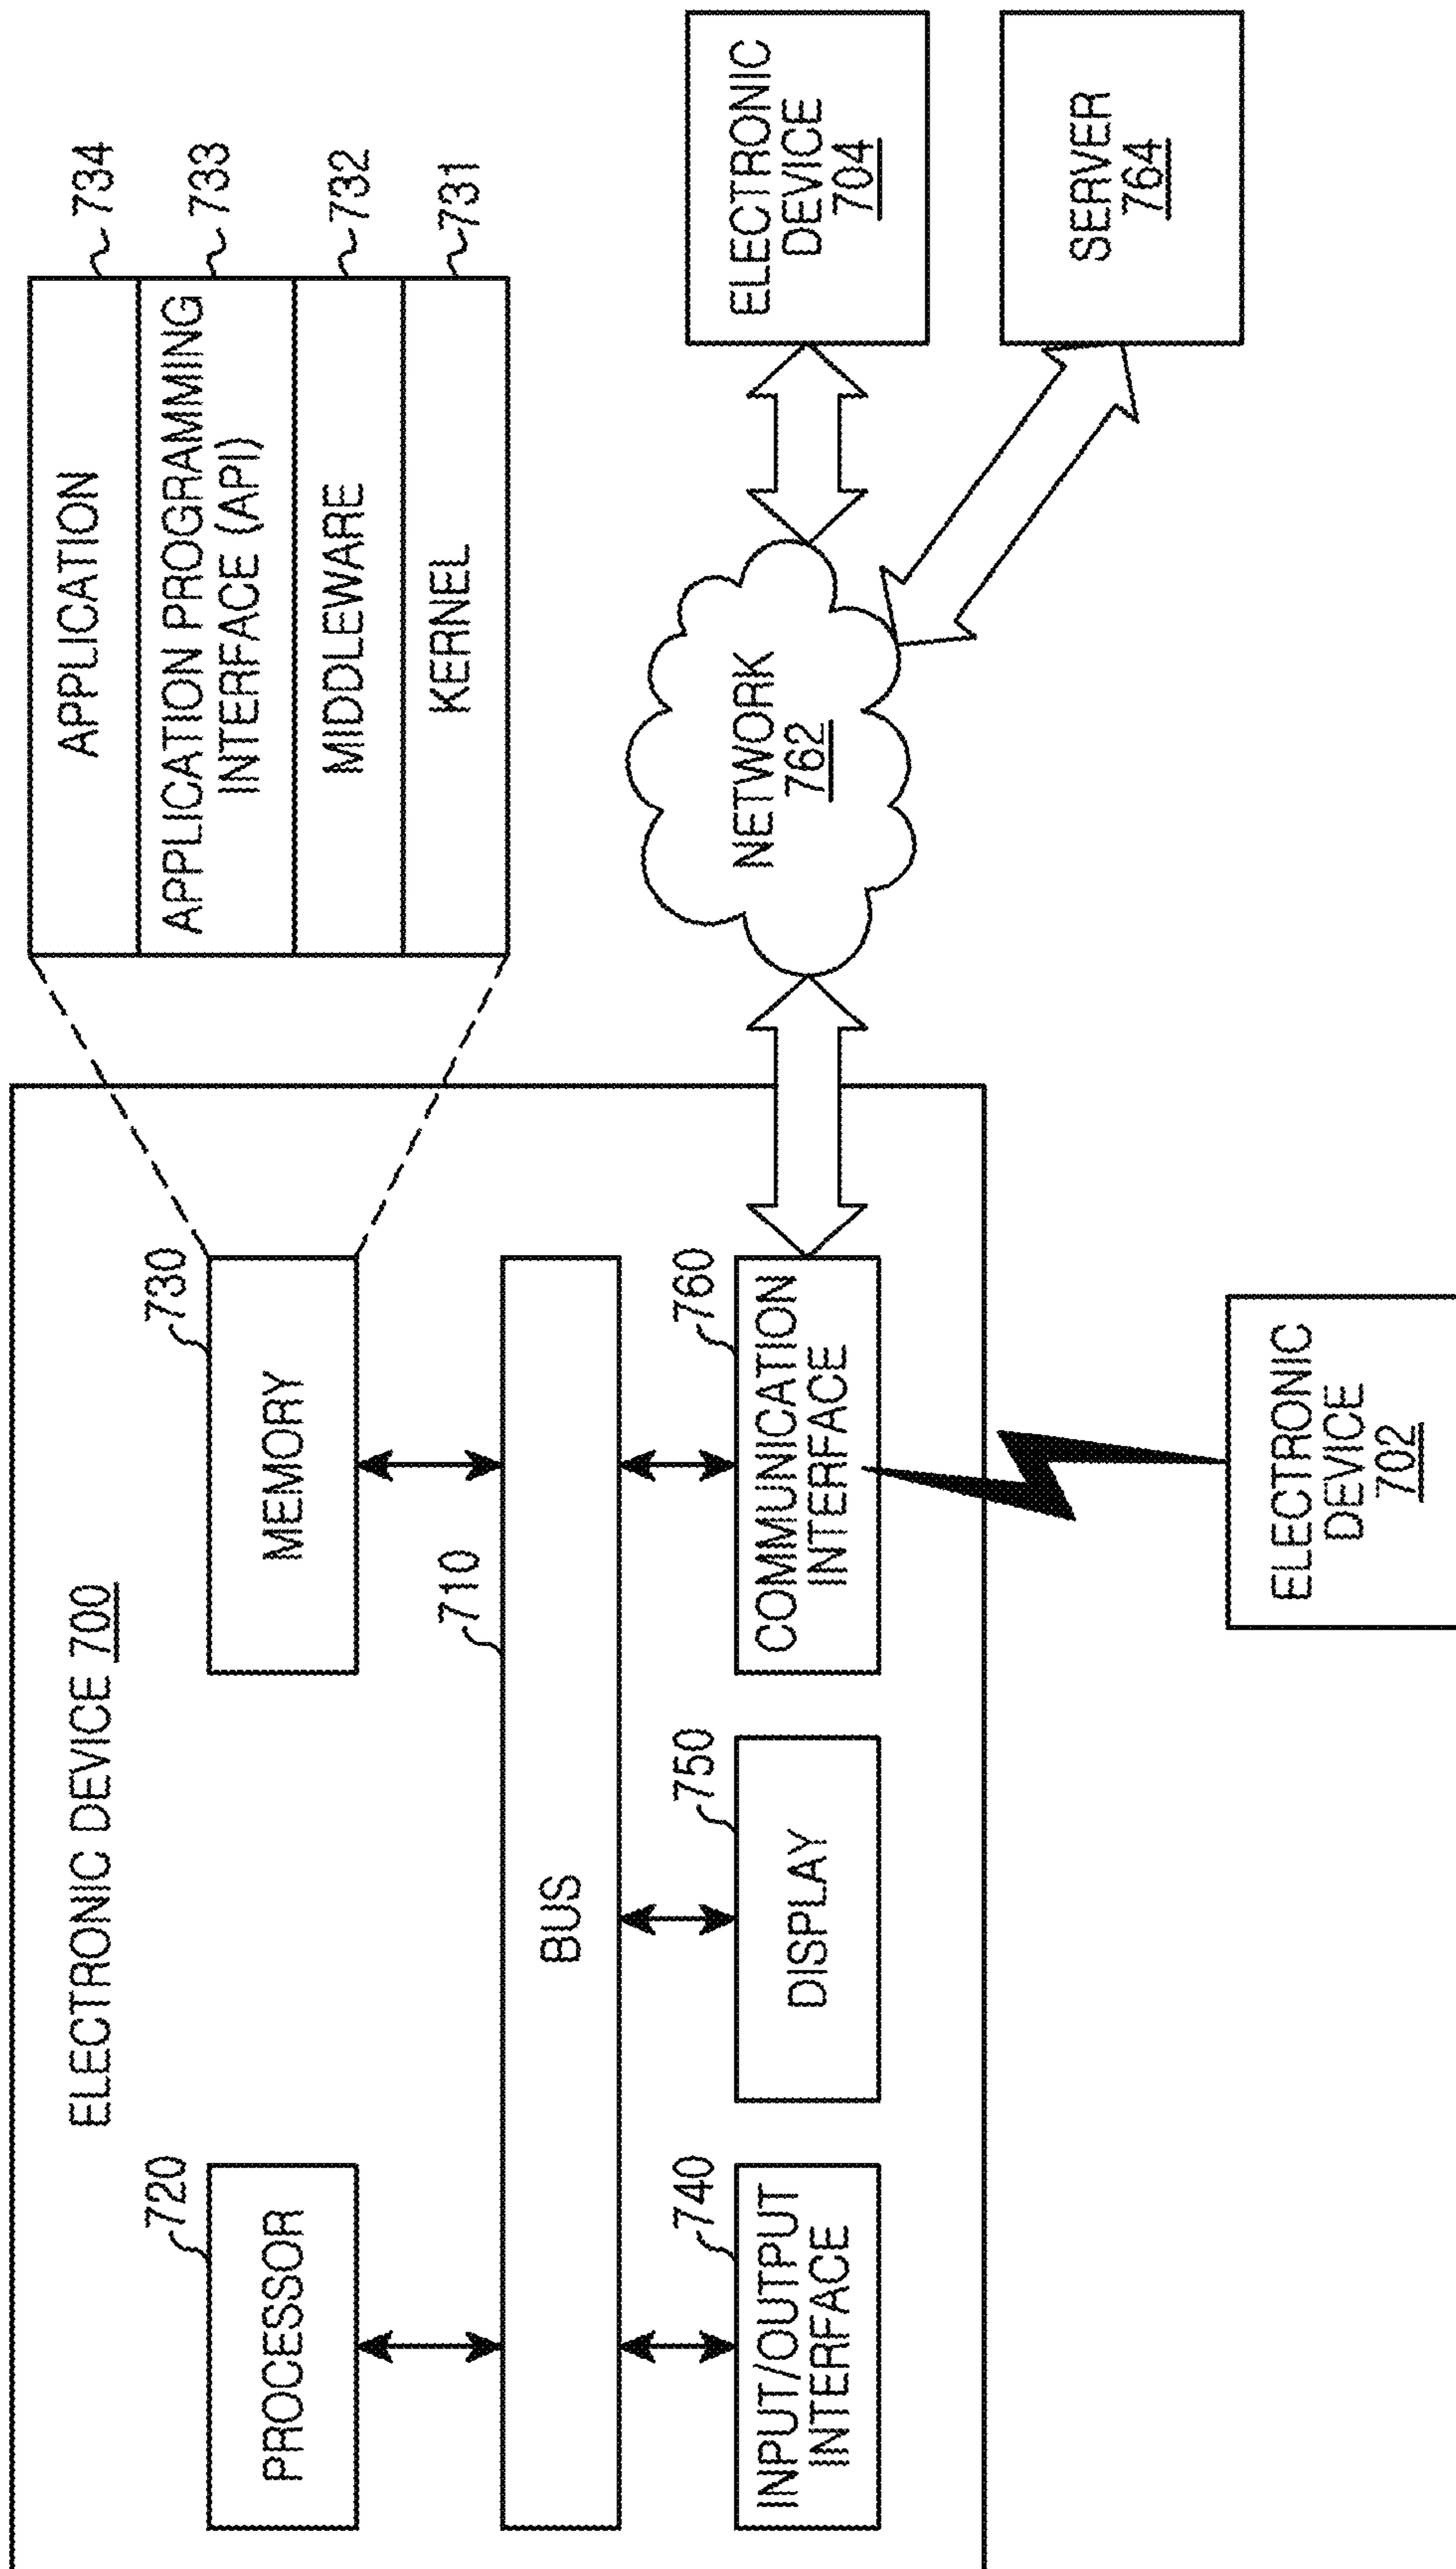 ELECTRONIC DEVICE 700
720
PROCESSOR
730
MEMORY
710
BUS
740
INPUT/OUTPUT
INTERFACE
750
DISPLAY
760
COMMUNICATION
INTERFACE
APPLICATION
734
APPLICATION PROGRAMMING
INTERFACE (API)
733
MIDDLEWARE
732
KERNEL
731
NETWORK
762
ELECTRONIC
DEVICE
704
SERVER
764
ELECTRONIC
DEVICE
702